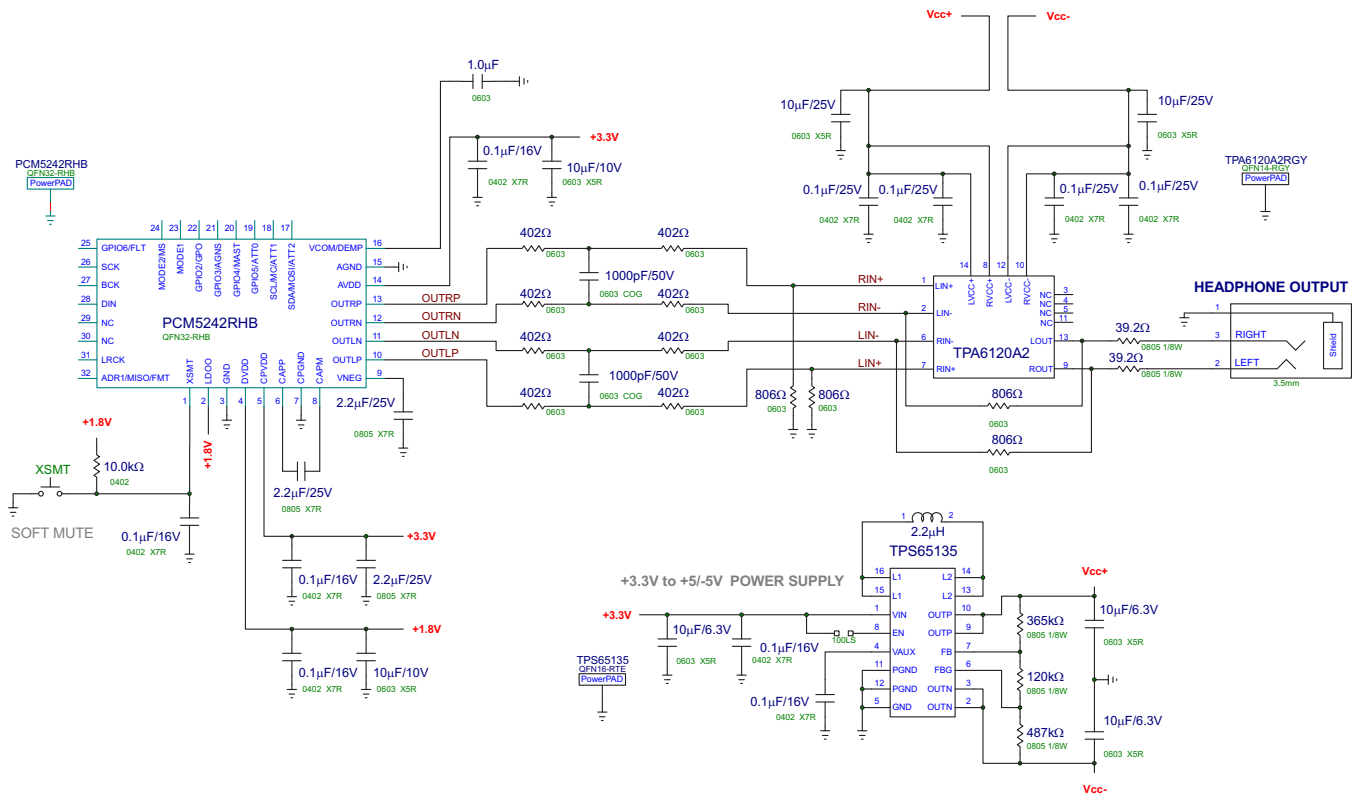 Vcc+
Vcc-
1.0µF
0603
10µF/25V
0603 X5R
10µF/25V
0603 X5R
+3.3V
0.1µF/16V
0402 X7R
10µF/10V
0603 X5R
PCM5242RHB
QFN32-RHB
PowerPAD
TPA6120A2RGY
QFN14-RGY
PowerPAD
0.1µF/25V
0402 X7R
0.1µF/25V
0402 X7R
0.1µF/25V
0402 X7R
0.1µF/25V
0402 X7R
24 23 22 21 20 19 18 17
MODE2/MS
MODE1
GPIO2/GPO
GPIO3/AGNS
GPIO4/MAST
GPIO5/ATT0
SCL/MC/ATT1
SDA/MOSI/ATT2
25 GPIO6/FLT
26 SCK
27 BCK
28 DIN
29 NC
30 NC
31 LRCK
32 ADR1/MISO/FMT
PCM5242RHB
QFN32-RHB
VCOM/DEMP 16
AGND 15
AVDD 14
OUTRP 13
OUTRN 12
OUTLN 11
OUTLP 10
VNEG 9
XSMT
LDOO
GND
DVDD
CPVDD
CAPP
CPGND
CAPM
1 2 3 4 5 6 7 8
OUTRP
OUTRN
OUTLN
OUTLP
402Ω
0603
402Ω
0603
1000pF/50V
0603 COG
402Ω
0603
402Ω
0603
402Ω
0603
402Ω
0603
1000pF/50V
0603 COG
402Ω
0603
402Ω
0603
RIN+
RIN-
LIN-
LIN+
806Ω
0603
806Ω
0603
14 8 12 10
LVCC+
RVCC+
LVCC-
RVCC-
1 LIN+
2 LIN-
6 RIN-
7 RIN+
NC 3
NC 4
NC 5
NC 11
LOUT 13
ROUT 9
TPA6120A2
39.2Ω
0805 1/8W
39.2Ω
0805 1/8W
806Ω
0603
806Ω
0603
HEADPHONE OUTPUT
1
3 RIGHT
2 LEFT
Shield
3.5mm
2.2µF/25V
0805 X7R
+1.8V
10.0kΩ
0402
+1.8V
XSMT
SOFT MUTE
0.1µF/16V
0402 X7R
2.2µF/25V
0805 X7R
+3.3V
0.1µF/16V
0402 X7R
2.2µF/25V
0805 X7R
+1.8V
0.1µF/16V
0402 X7R
10µF/10V
0603 X5R
+3.3V to +5/-5V POWER SUPPLY
1 2
2.2µH
TPS65135
16 L1
15 L1
1 VIN
8 EN
4 VAUX
11 PGND
12 PGND
5 GND
L2 14
L2 13
OUTP 10
OUTP 9
FB 7
FBG 6
OUTN 3
OUTN 2
+3.3V
10µF/6.3V
0603 X5R
0.1µF/16V
0402 X7R
100LS
0.1µF/16V
0402 X7R
TPS65135
QFN16-RTE
PowerPAD
Vcc+
365kΩ
0805 1/8W
120kΩ
0805 1/8W
487kΩ
0805 1/8W
10µF/6.3V
0603 X5R
10µF/6.3V
0603 X5R
Vcc-